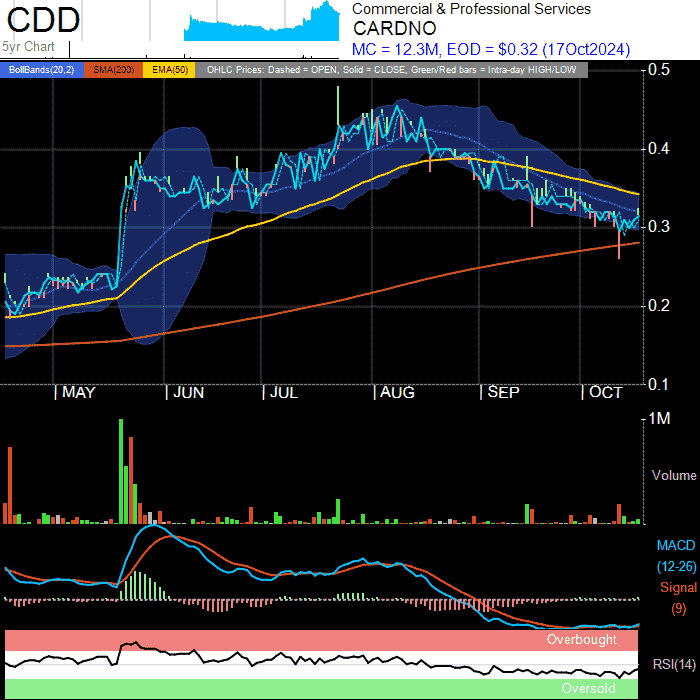 CDD
5yr Chart
Commercial & Professional Services
CARDNO
MC = 12.3M, EOD = $0.32 (17Oct2024)
BollBands(20,2) SMA(200) EMA(50) OHLC Prices: Dashed = OPEN, Solid = CLOSE, Green/Red bars = Intra-day HIGH/LOW
0.5
0.4
0.3
0.2
0.1
MAY JUN JUL AUG SEP OCT
1M
Volume
MACD
(12-26)
Signal
(9)
Overbought
RSI(14)
Oversold